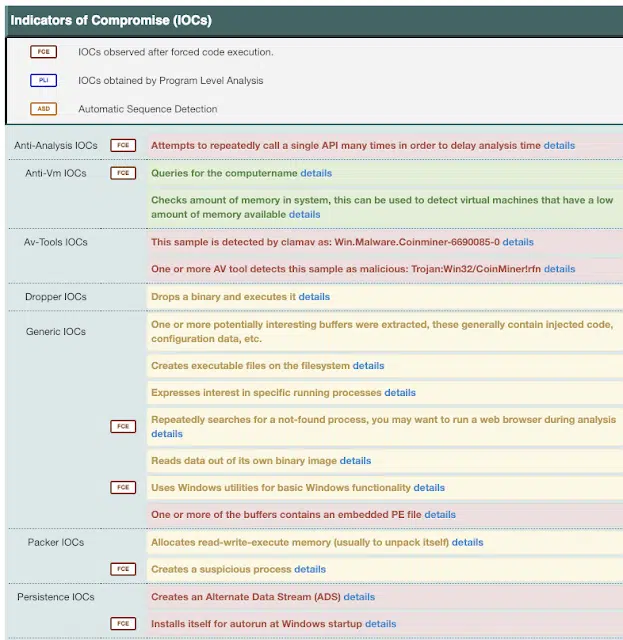 Indicators of Compromise (IOCs)
FCE IOCs observed after forced code execution.
PLI IOCs obtained by Program Level Analysis
ASD Automatic Sequence Detection
Anti-Analysis IOCs FCE Attempts to repeatedly call a single API many times in order to delay analysis time details
Anti-Vm IOCs FCE Queries for the computername details
Checks amount of memory in system, this can be used to detect virtual machines that have a low
amount of memory available details
Av-Tools IOCs This sample is detected by clamav as: Win.Malware.Coinminer-6690085-0 details
One or more AV tool detects this sample as malicious: Trojan:Win32/CoinMiner!rfn details
Dropper IOCs Drops a binary and executes it details
Generic IOCs One or more potentially interesting buffers were extracted, these generally contain injected code,
configuration data, etc.
Creates executable files on the filesystem details
Expresses interest in specific running processes details
FCE Repeatedly searches for a not-found process, you may want to run a web browser during analysis
details
Reads data out of its own binary image details
FCE Uses Windows utilities for basic Windows functionality details
One or more of the buffers contains an embedded PE file details
Packer IOCs Allocates read-write-execute memory (usually to unpack itself) details
FCE Creates a suspicious process details
Persistence IOCs Creates an Alternate Data Stream (ADS) details
FCE Installs itself for autorun at Windows startup details